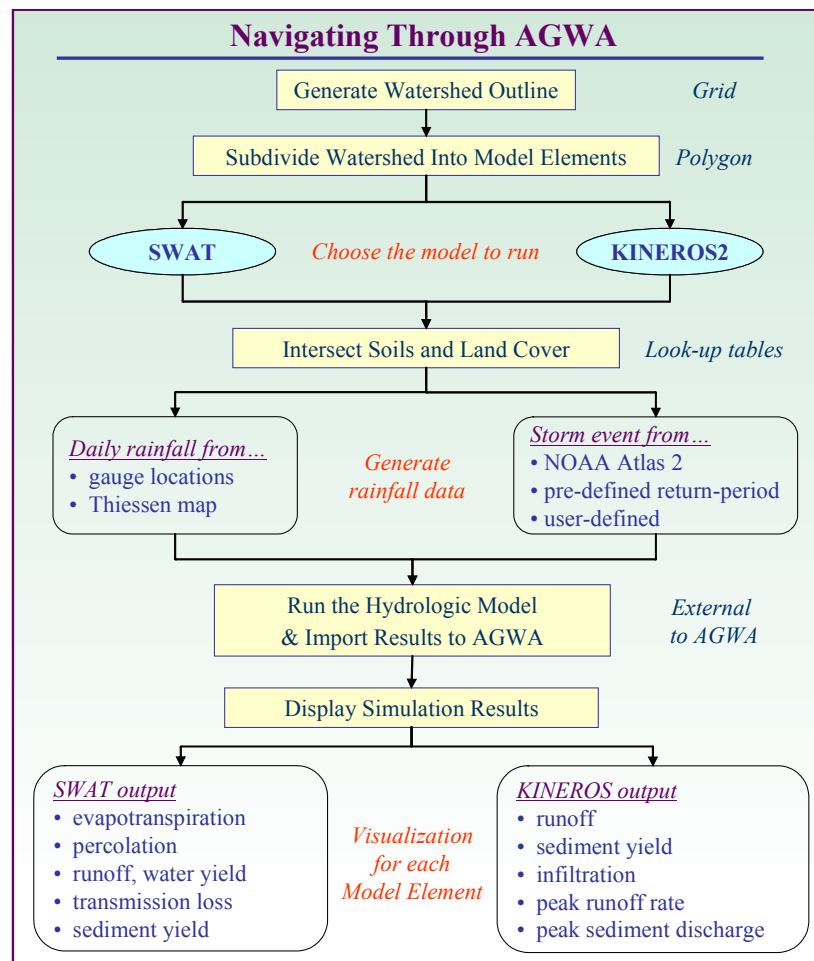 Navigating Through AGWA
Generate Watershed Outline
Grid
Subdivide Watershed Into Model Elements
Polygon
SWAT
Choose the model to run
KINEROS2
Intersect Soils and Land Cover
Look-up tables
Daily rainfall from…
• gauge locations
• Thiessen map
Generate
rainfall data
Storm event from…
• NOAA Atlas 2
• pre-defined return-period
• user-defined
Run the Hydrologic Model
& Import Results to AGWA
External
to AGWA
Display Simulation Results
SWAT output
• evapotranspiration
• percolation
• runoff, water yield
• transmission loss
• sediment yield
Visualization
for each
Model Element
KINEROS output
• runoff
• sediment yield
• infiltration
• peak runoff rate
• peak sediment discharge